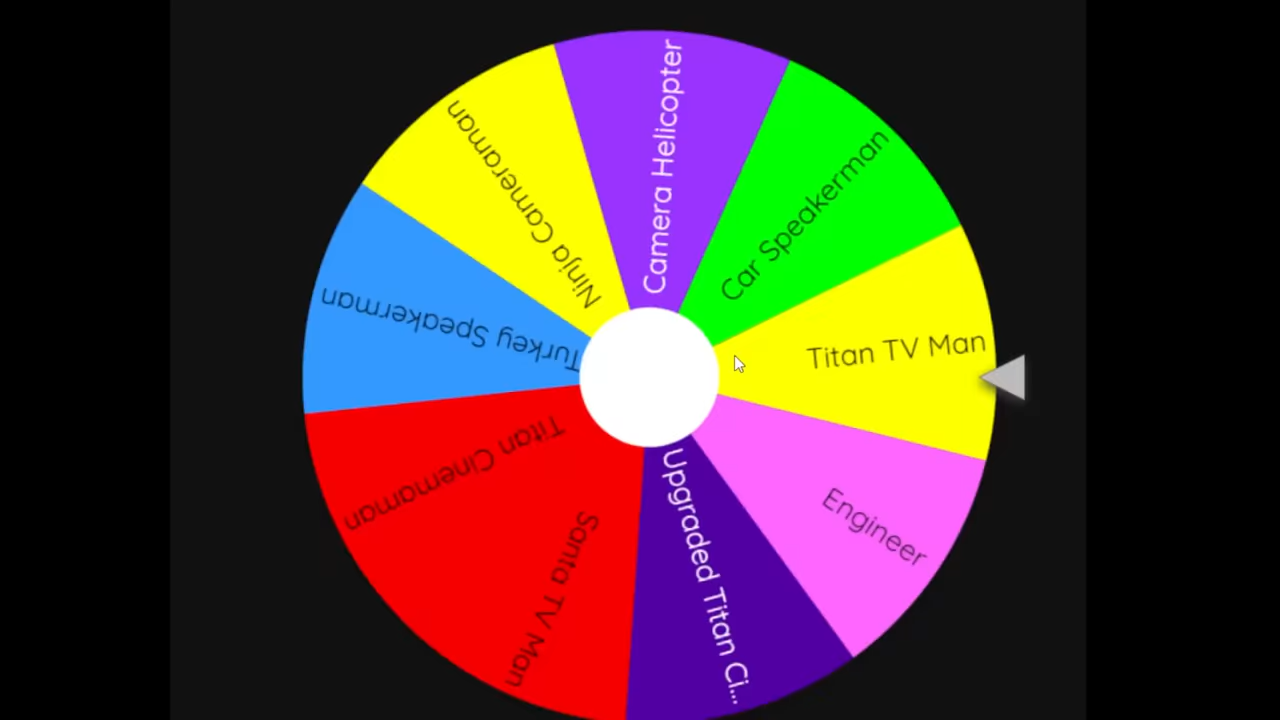 Camera Helicopter
Car Speakerman
Titan TV Man
Engineer
Upgraded Titan Ci...
Santa TV Man
Titan Cinemaman
Turkey Speakerman
Ninja Cameraman